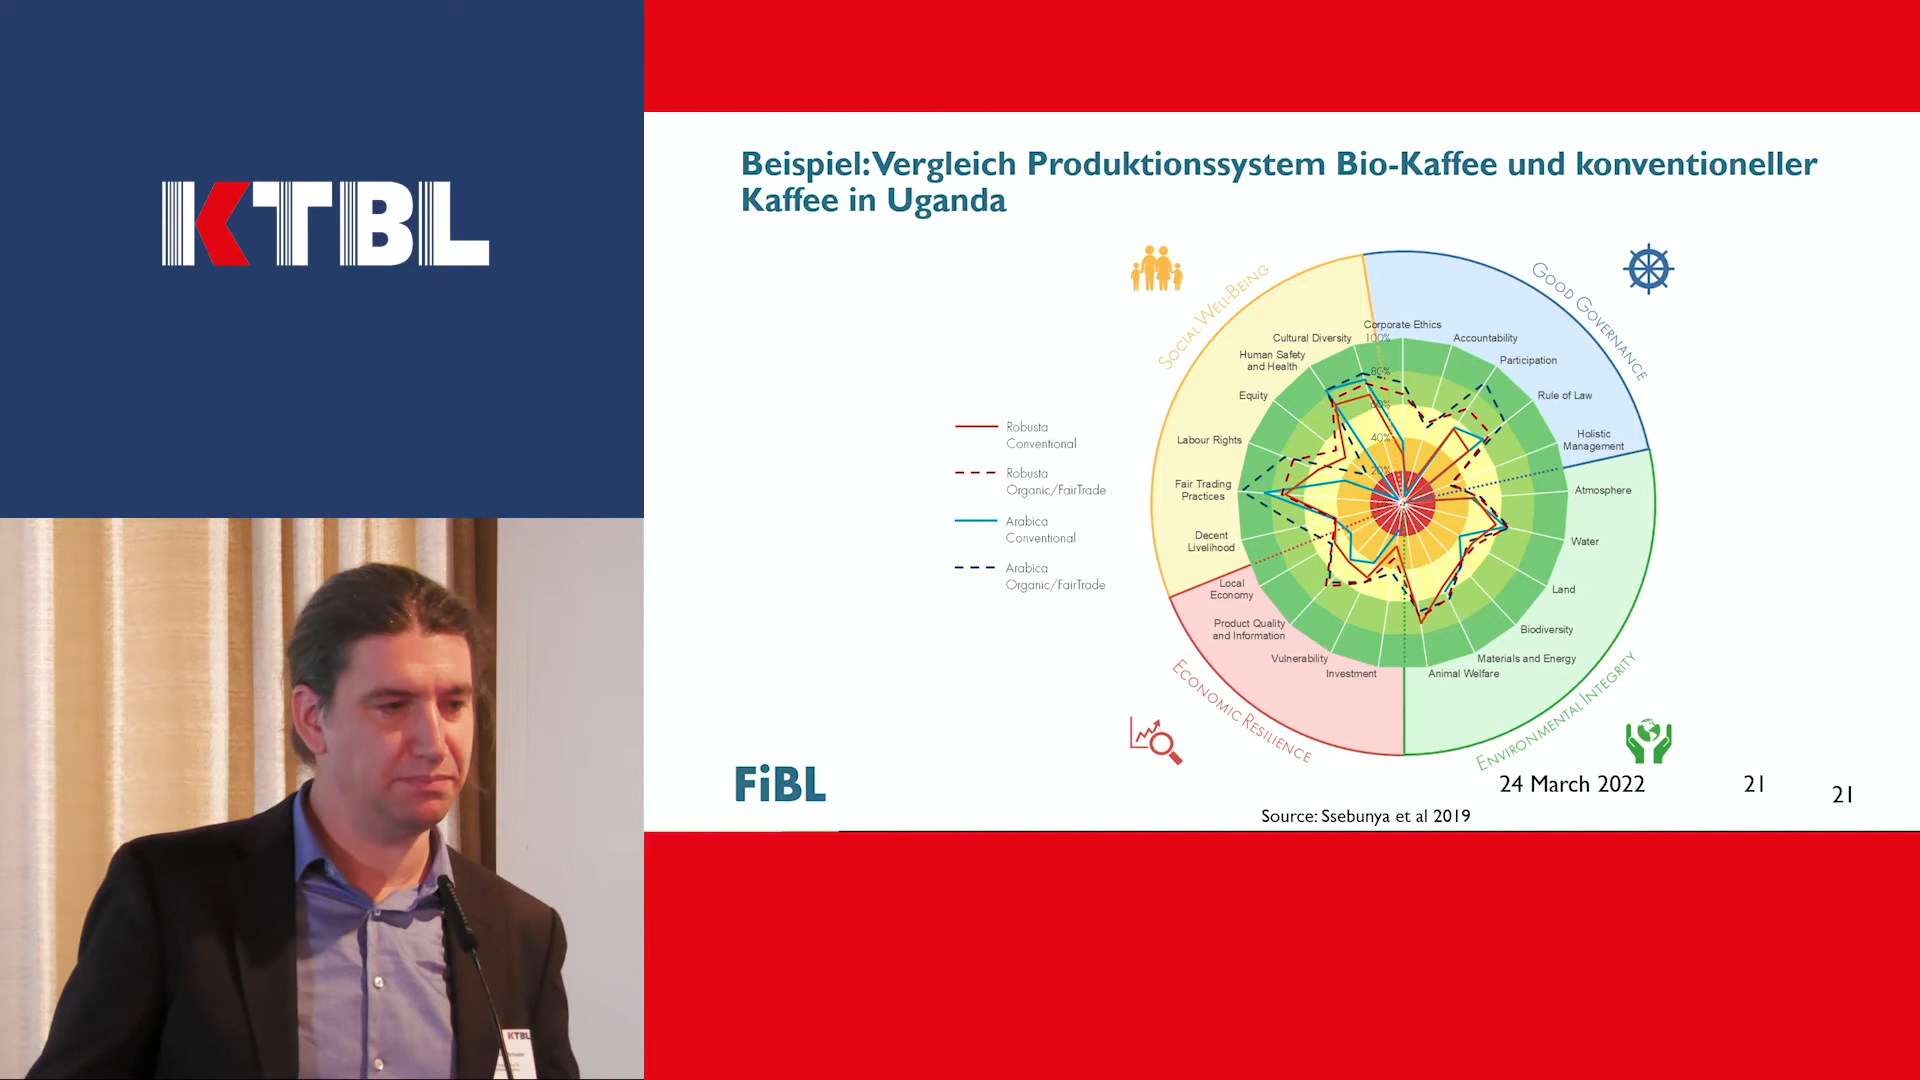 KTBL
Beispiel: Vergleich Produktionssystem Bio-Kaffee und konventioneller
Kaffee in Uganda
SOCIAL WELL-BEING
GOOD GOVERNANCE
Corporate Ethics
Cultural Diversity
100%
Accountability
Human Safety
and Health
Participation
80%
Equity
60%
Rule of Law
Labour Rights
40%
Holistic
Management
20%
Fair Trading
Practices
Atmosphere
Decent
Livelihood
Water
Local
Economy
Land
Product Quality
and Information
Biodiversity
Vulnerability
Materials and Energy
Investment
Animal Welfare
ECONOMIC RESILIENCE
ENVIRONMENTAL INTEGRITY
Robusta
Conventional
Robusta
Organic/FairTrade
Arabica
Conventional
Arabica
Organic/FairTrade
FiBL
24 March 2022
21
21
Source: Ssebunya et al 2019
KTBL